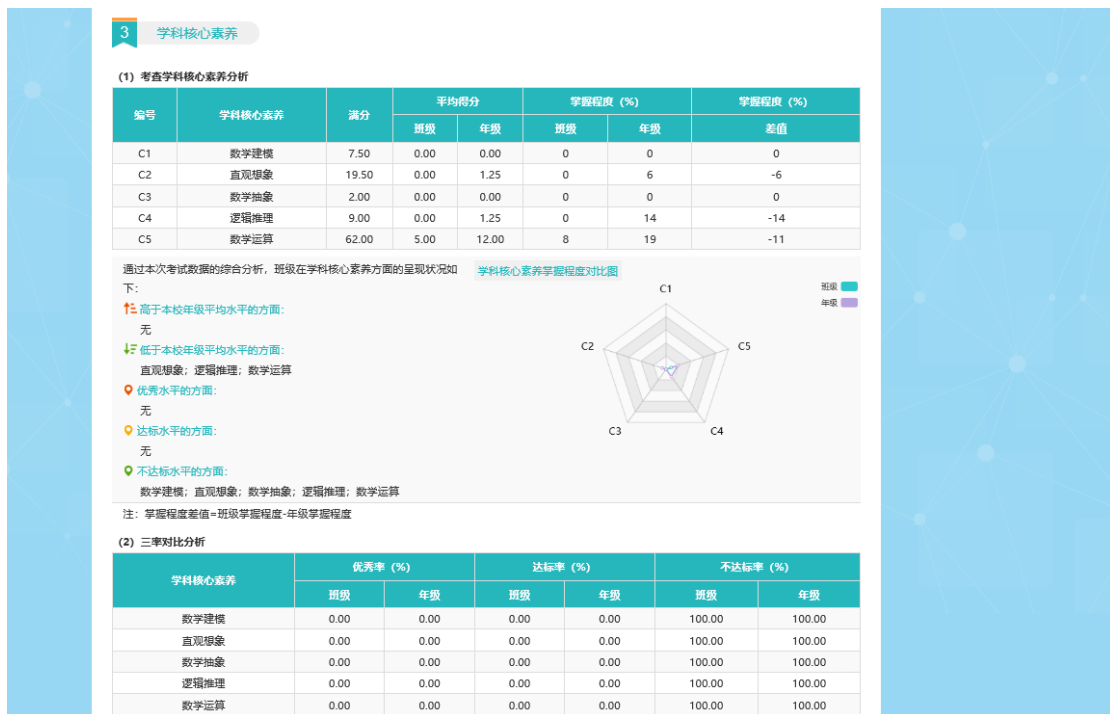 3 学科核心素养
(1) 考查学科核心素养分析
编号 学科核心素养 满分 平均得分 掌握程度 (%) 掌握程度 (%)
班级 年级 班级 年级 差值
C1 数学建模 7.50 0.00 0.00 0 0 0
C2 直观想象 19.50 0.00 1.25 0 6 -6
C3 数学抽象 2.00 0.00 0.00 0 0 0
C4 逻辑推理 9.00 0.00 1.25 0 14 -14
C5 数学运算 62.00 5.00 12.00 8 19 -11
通过本次考试数据的综合分析，班级在学科核心素养方面的呈现状况如
下：
高于本校年级平均水平的方面：
无
低于本校年级平均水平的方面：
直观想象；逻辑推理；数学运算
优秀水平的方面：
无
达标水平的方面：
无
不达标水平的方面：
数学建模；直观想象；数学抽象；逻辑推理；数学运算
学科核心素养掌握程度对比图
班级
年级
C1
C2
C5
C3
C4
注：掌握程度差值=班级掌握程度-年级掌握程度
(2) 三率对比分析
学科核心素养 优秀率 (%) 达标率 (%) 不达标率 (%)
班级 年级 班级 年级 班级 年级
数学建模 0.00 0.00 0.00 0.00 100.00 100.00
直观想象 0.00 0.00 0.00 0.00 100.00 100.00
数学抽象 0.00 0.00 0.00 0.00 100.00 100.00
逻辑推理 0.00 0.00 0.00 0.00 100.00 100.00
数学运算 0.00 0.00 0.00 0.00 100.00 100.00